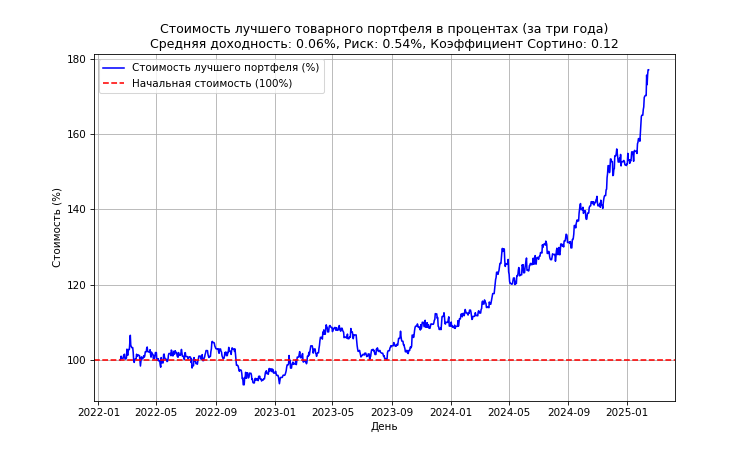 Стоимость лучшего товарного портфеля в процентах (за три года)
Средняя доходность: 0.06%, Риск: 0.54%, Коэффициент Сортино: 0.12
180
160
140
120
100
Стоимость (%)
Стоимость лучшего портфеля (%)
Начальная стоимость (100%)
2022-01 2022-05 2022-09 2023-01 2023-05 2023-09 2024-01 2024-05 2024-09 2025-01
День